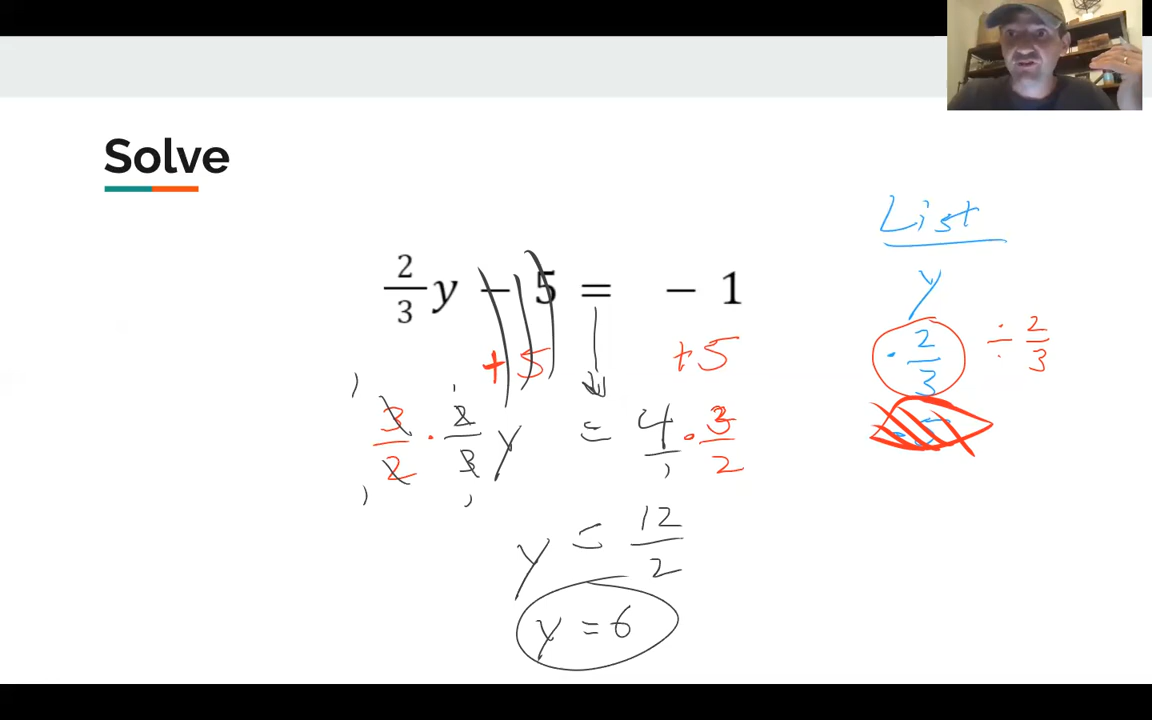 Solve
List
y
2/3 y - 5 = - 1
· 2/3 ÷ 2/3
+5 +5
3/2 · 2/3 y = 4/1 · 3/2
y = 12/2
y = 6